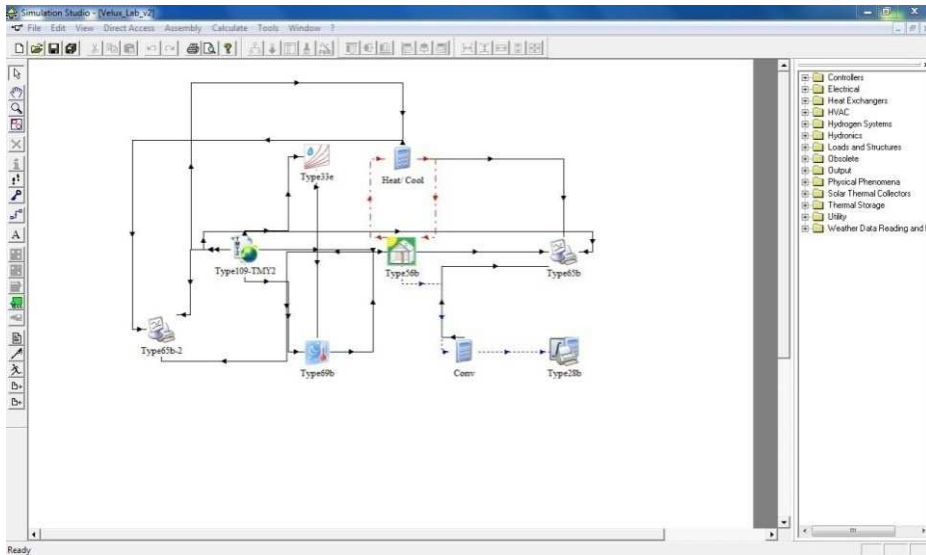 Simulation Studio - [Velux_Lab_v2]
File Edit View Direct Access Assembly Calculate Tools Window ?
Type33e
Heat/ Cool
Type109-TMY2
Type56b
Type65b
Type65b-2
Type69b
Conv
Type28b
Controllers
Electrical
Heat Exchangers
HVAC
Hydrogen Systems
Hydronics
Loads and Structures
Obsolete
Output
Physical Phenomena
Solar Thermal Collectors
Thermal Storage
Utility
Weather Data Reading and
Ready